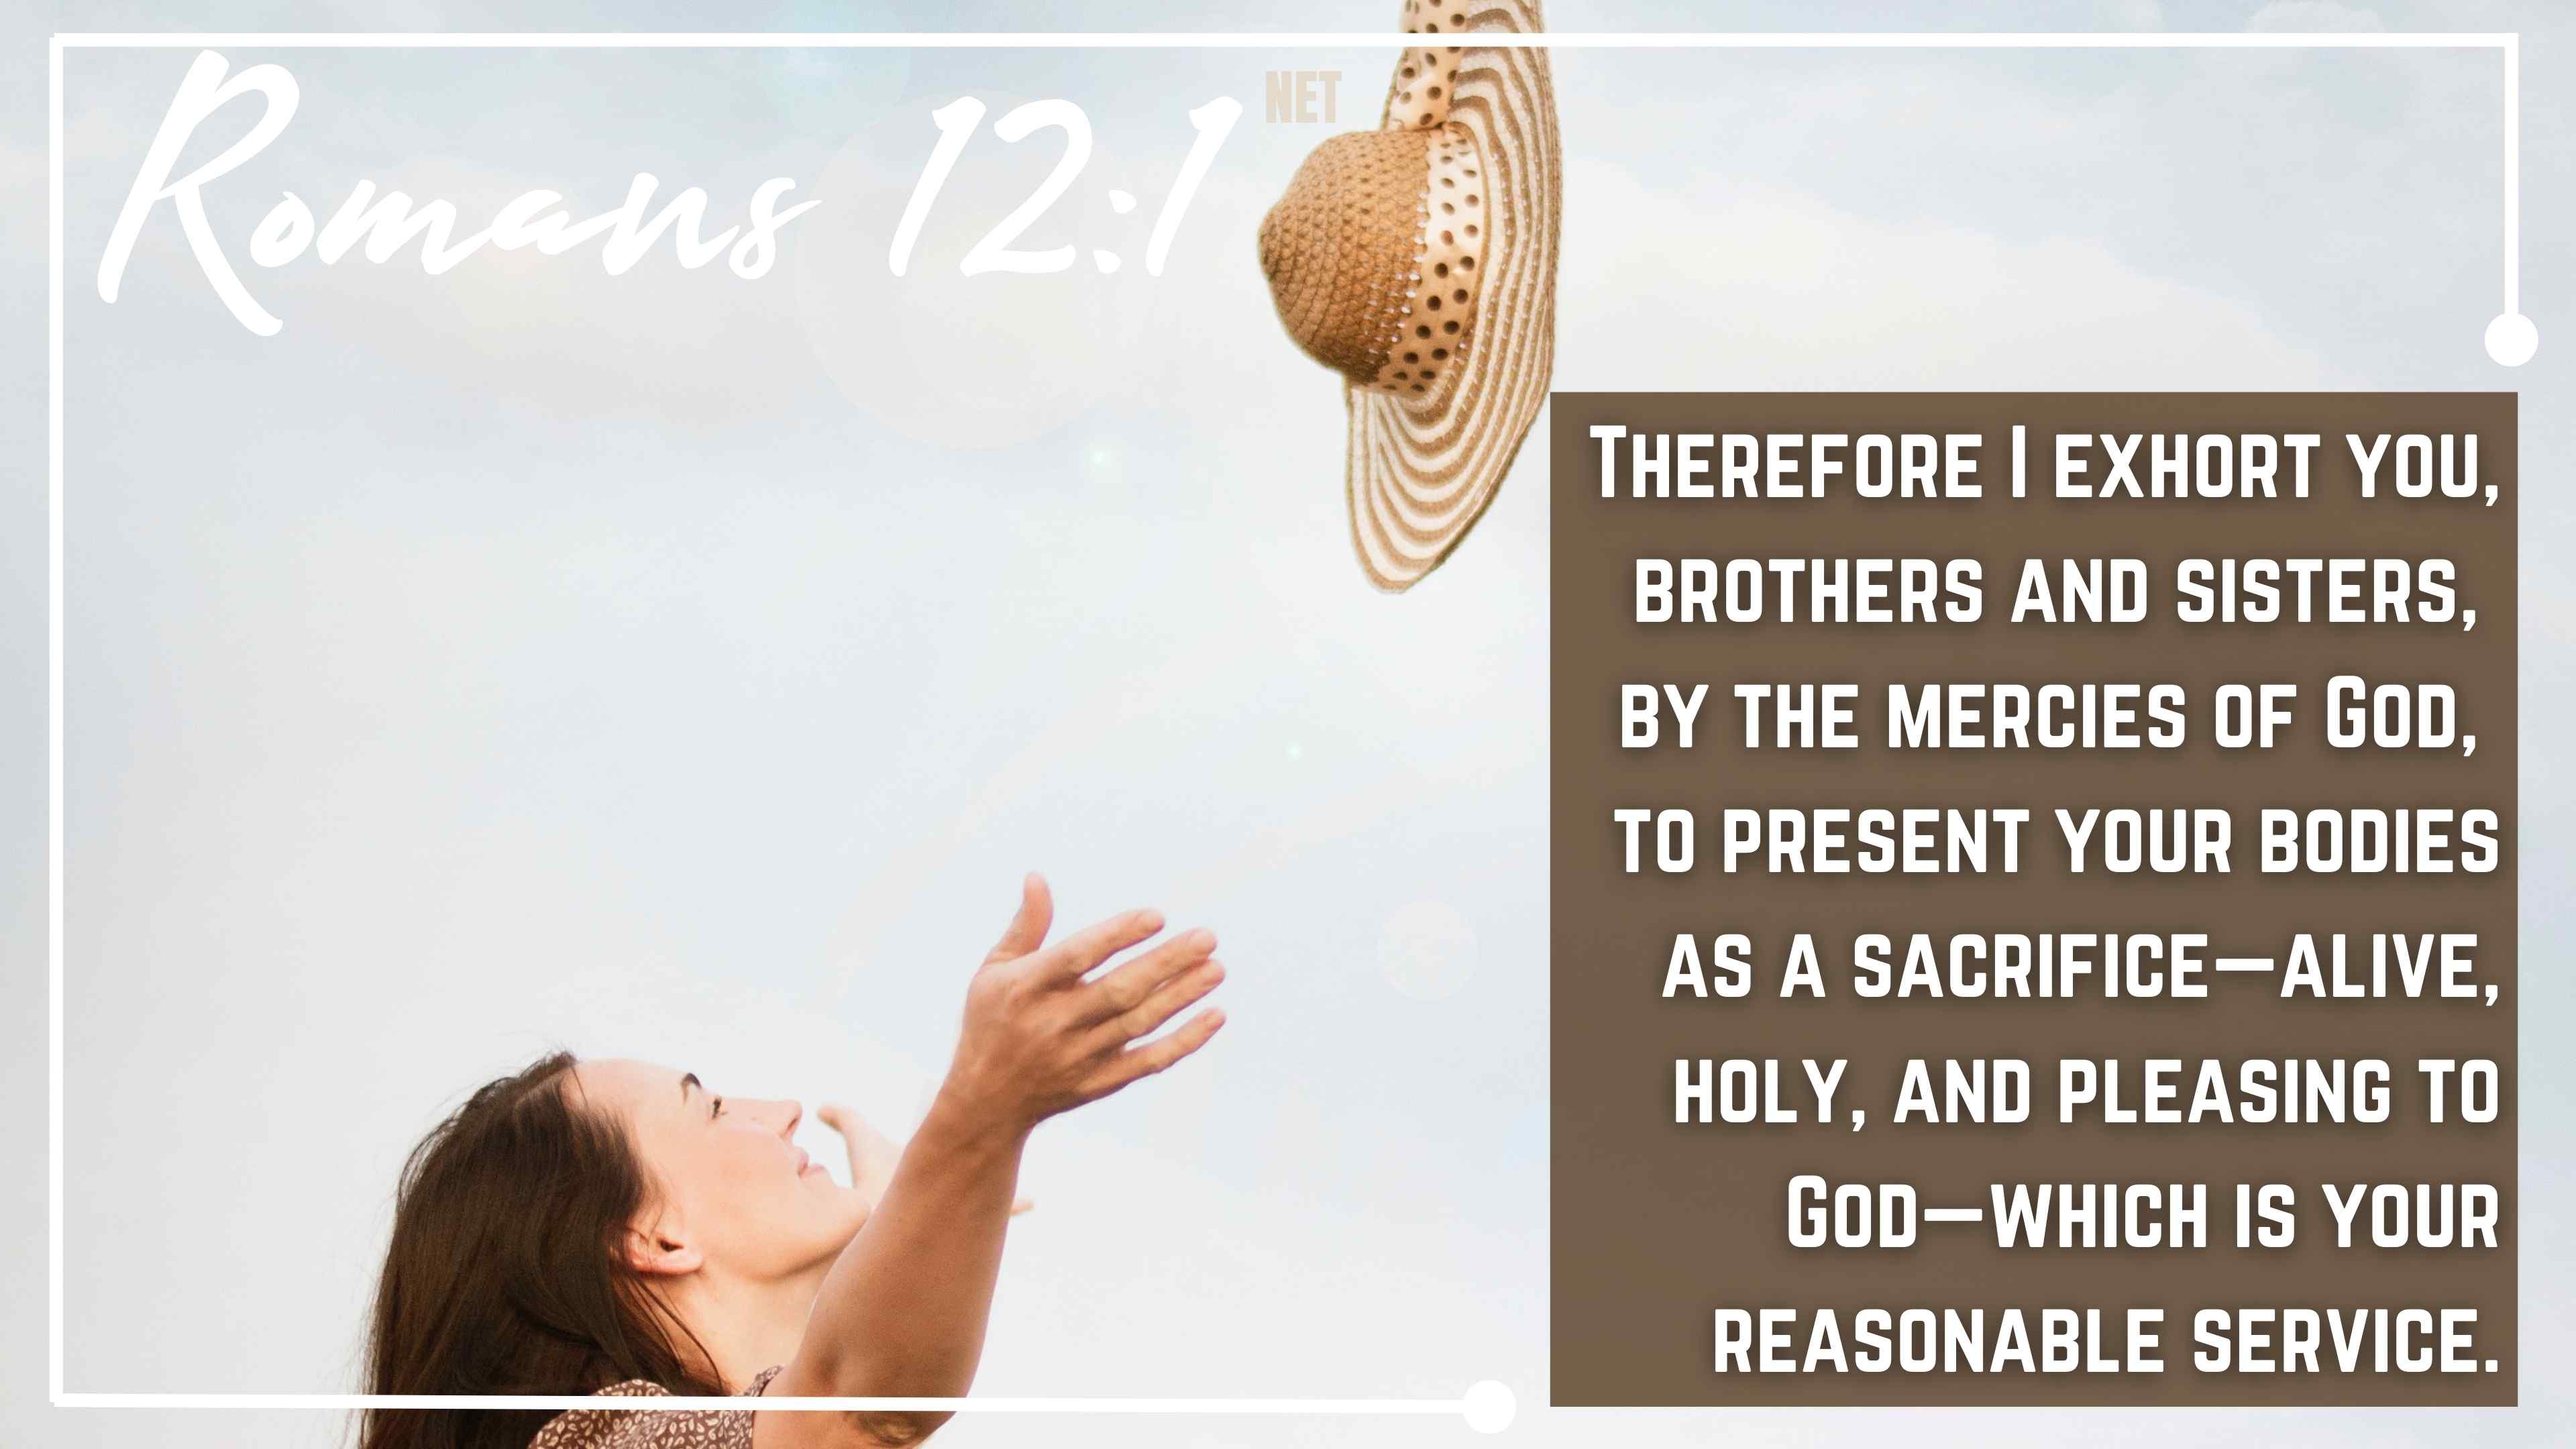 Romans 12:1 NET
Therefore I exhort you,
brothers and sisters,
by the mercies of God,
to present your bodies
as a sacrifice—alive,
holy, and pleasing to
God—which is your
reasonable service.